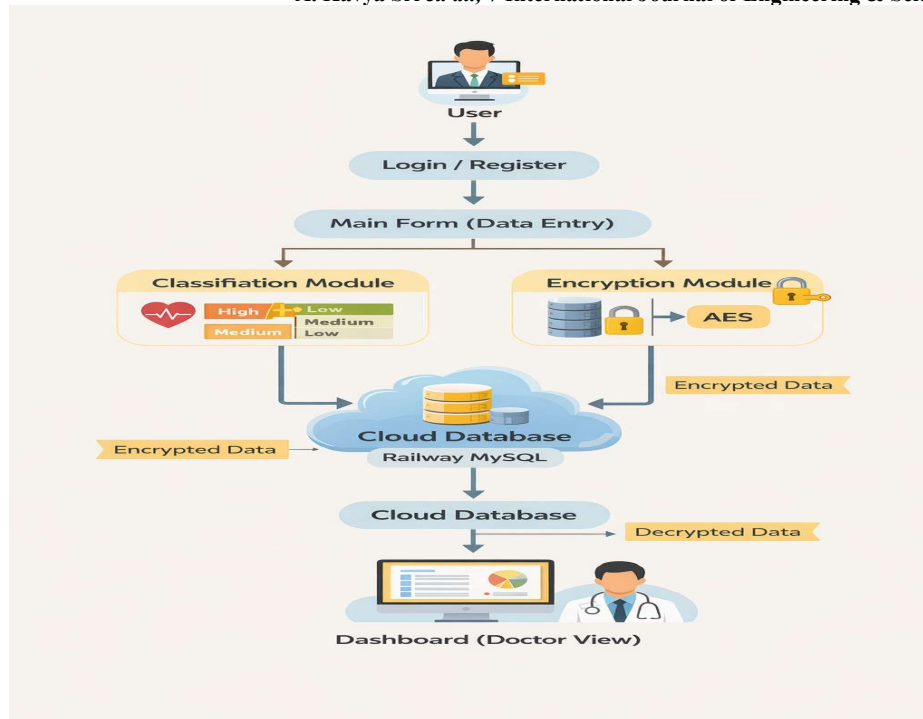 A. Kavya Sri et al., / International Journal of Engineering &
User
Login / Register
Main Form (Data Entry)
Classifiation Module
High
Low
Medium
Medium
Low
Encryption Module
AES
Encrypted Data
Cloud Database
Encrypted Data
Railway MySQL
Cloud Database
Decrypted Data
Dashboard (Doctor View)